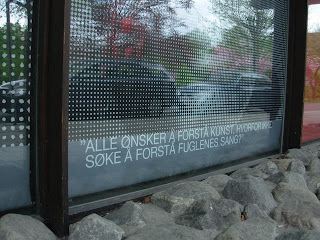 "ALLE ØNSKER Å FORSTÅ KUNST. HVORFOR IKKE
SØKE Å FORSTÅ FUGLENES SANG?"